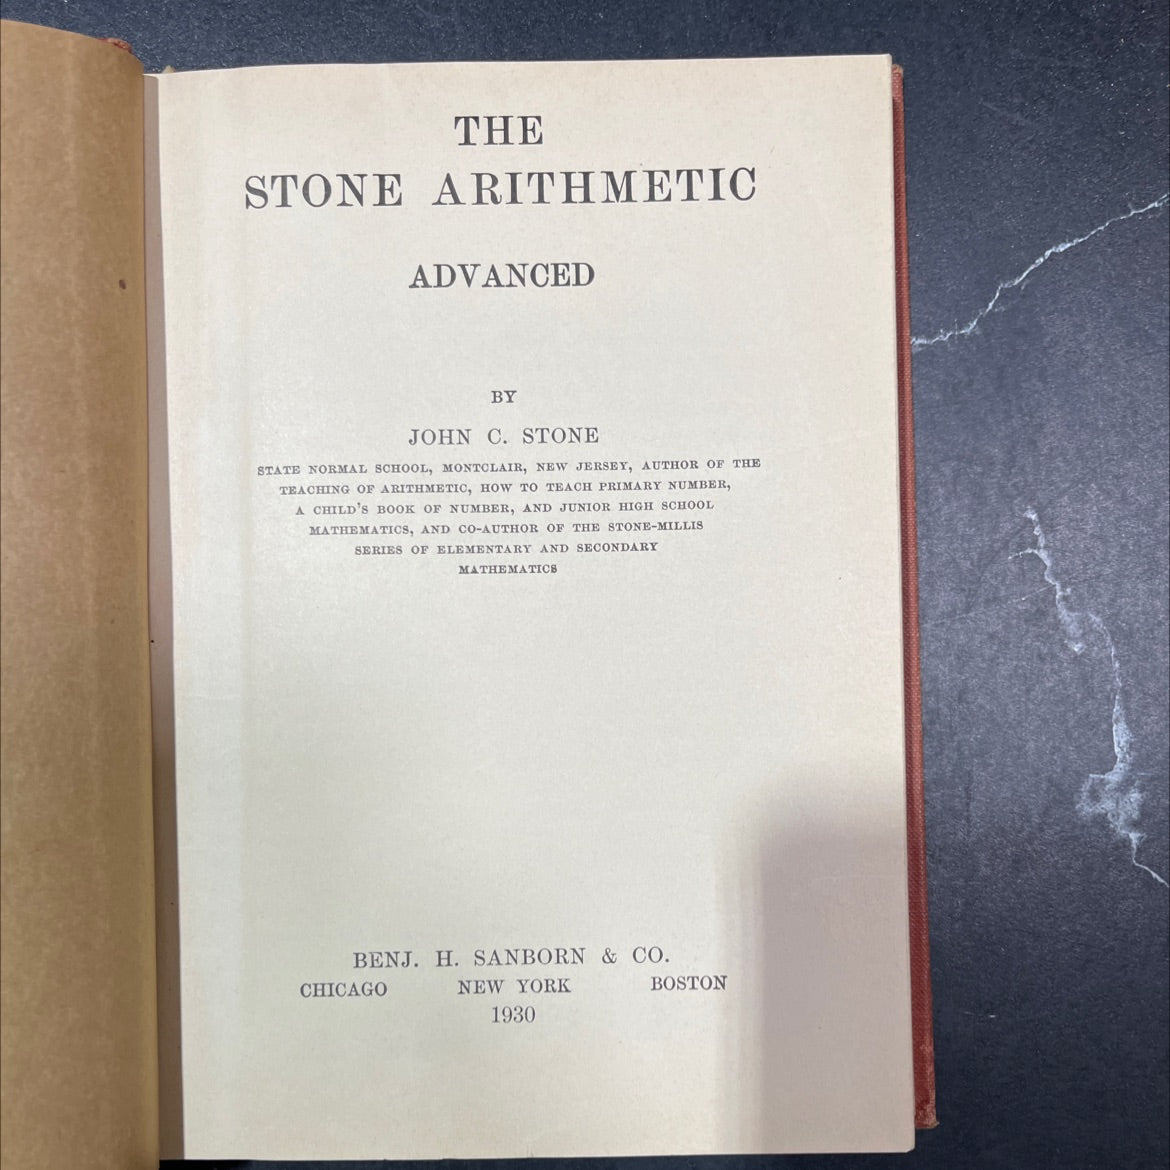 THE
STONE ARITHMETIC
ADVANCED
BY
JOHN C. STONE
STATE NORMAL SCHOOL, MONTCLAIR, NEW JERSEY, AUTHOR OF THE
TEACHING OF ARITHMETIC, HOW TO TEACH PRIMARY NUMBER,
A CHILD'S BOOK OF NUMBER, AND JUNIOR HIGH SCHOOL
MATHEMATICS, AND CO-AUTHOR OF THE STONE-MILLIS
SERIES OF ELEMENTARY AND SECONDARY
MATHEMATICS
BENJ. H. SANBORN & CO.
CHICAGO NEW YORK BOSTON
1930